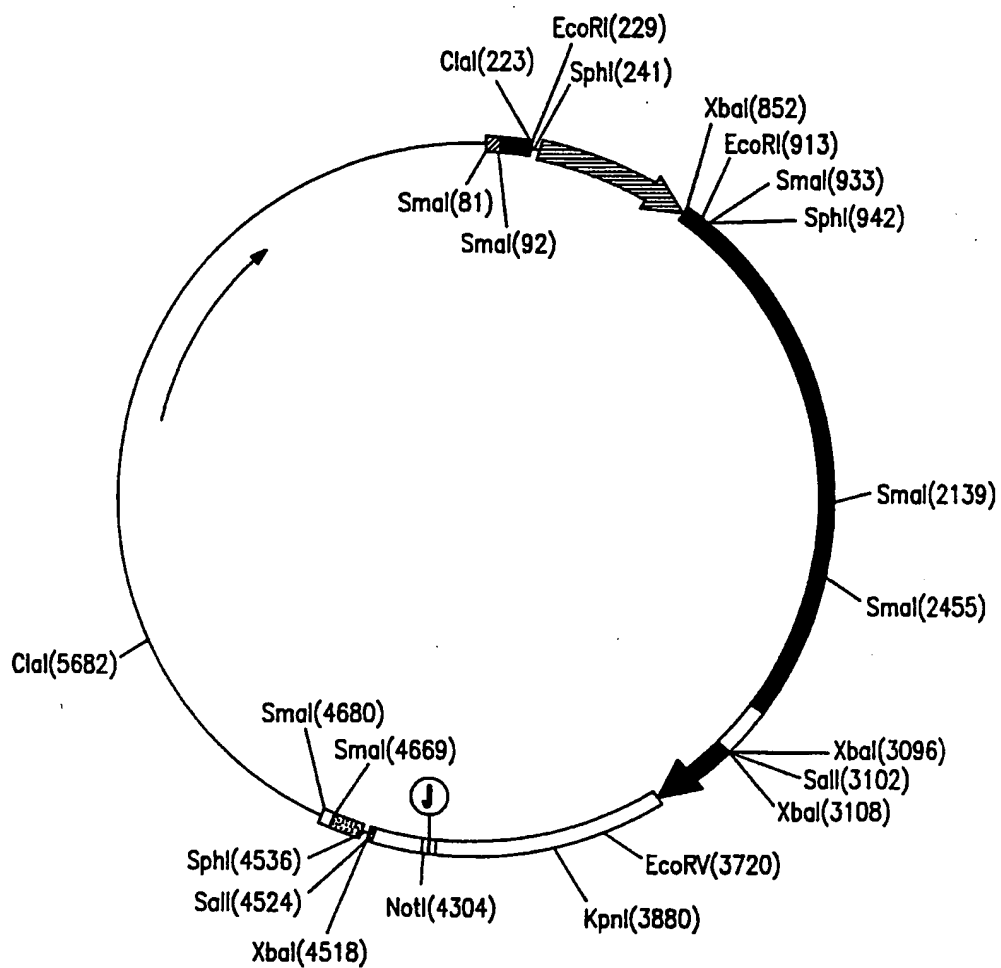 EcoRI(229)
ClaI(223)
SphI(241)
XbaI(852)
EcoRI(913)
SmaI(933)
SphI(942)
SmaI(81)
SmaI(92)
SmaI(2139)
SmaI(2455)
ClaI(5682)
SmaI(4680)
SmaI(4669)
J
XbaI(3096)
SalI(3102)
XbaI(3108)
SphI(4536)
EcoRV(3720)
SalI(4524)
NotI(4304)
KpnI(3880)
XbaI(4518)